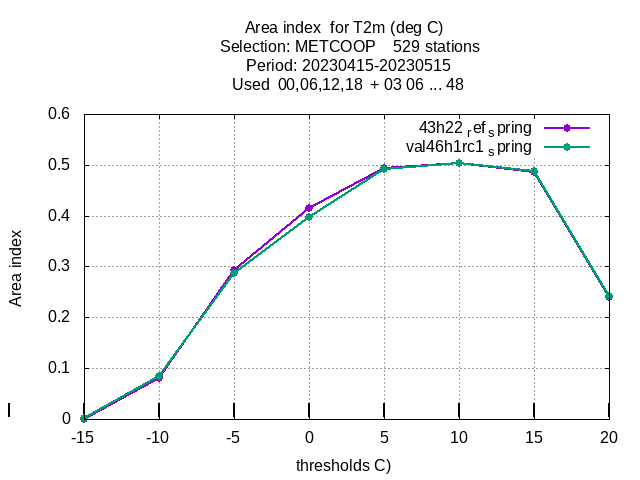 Area index for T2m (deg C)
Selection: METCOOP 529 stations
Period: 20230415-20230515
Used 00,06,12,18 + 03 06 ... 48
0.6
43h22 ref spring
val46h1rc1 spring
0.5
0.4
0.3
0.2
0.1
0
Area index
-15 -10 -5 0 5 10 15 20
thresholds C)